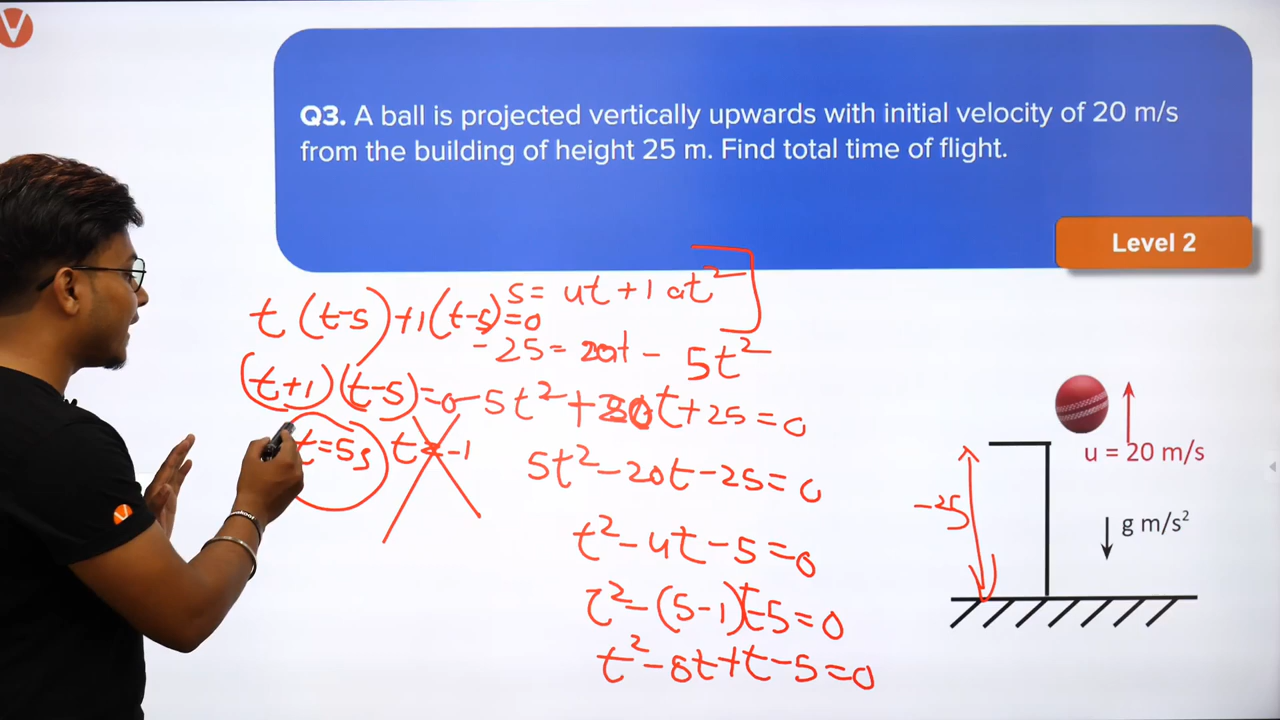 Q3. A ball is projected vertically upwards with initial velocity of 20 m/s
from the building of height 25 m. Find total time of flight.
Level 2
s = ut + 1 at²
-25 = 20t - 5t²
-5t² + 20t + 25 = 0
5t² - 20t - 25 = 0
t² - 4t - 5 = 0
t² - (5-1)t - 5 = 0
t² - 5t + t - 5 = 0
t (t-5) + 1(t-5) = 0
(t+1) (t-5) = 0
t = 5s t = -1
u = 20 m/s
-25
g m/s²